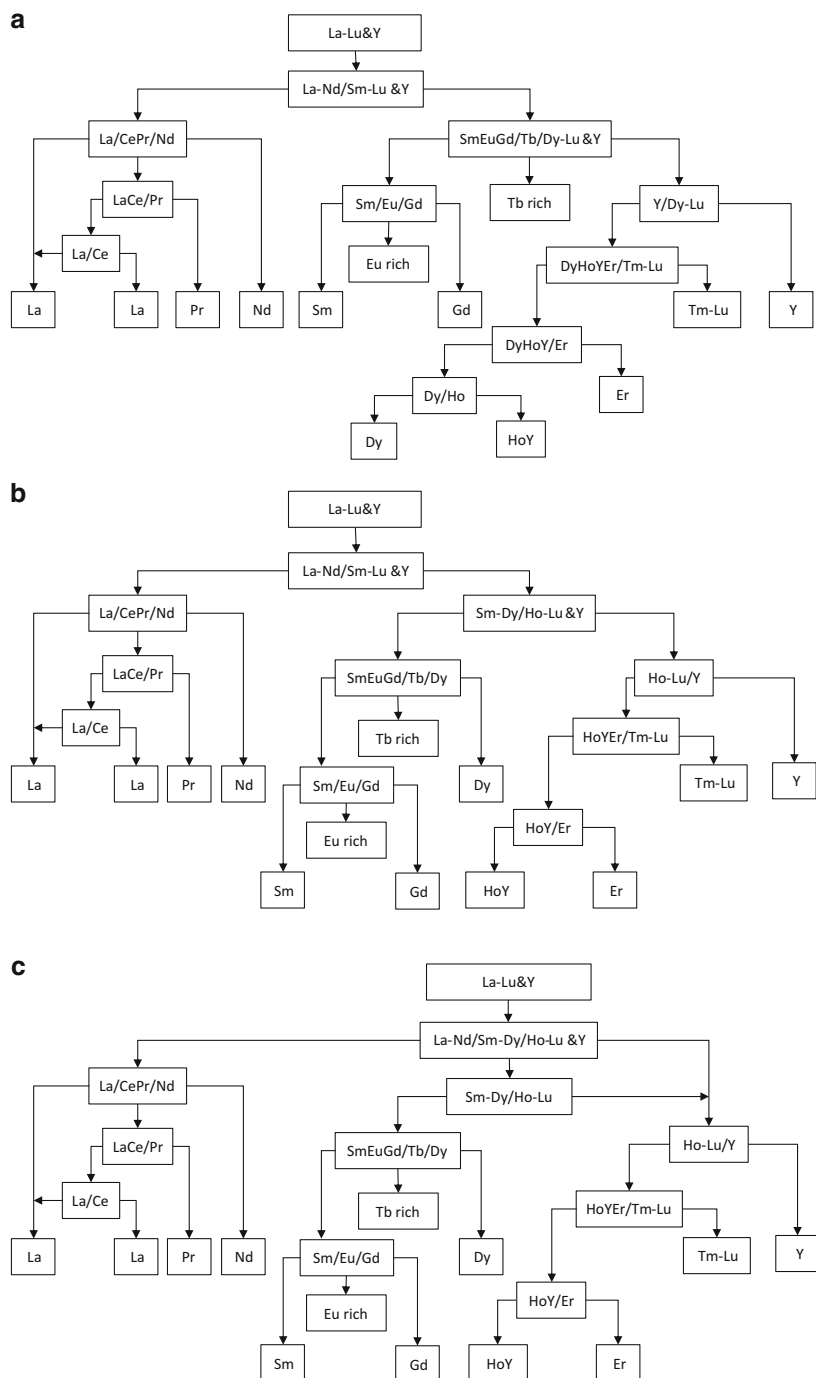 a
La-Lu&Y
La-Nd/Sm-Lu &Y
La/CePr/Nd
SmEuGd/Tb/Dy-Lu &Y
LaCe/Pr
Sm/Eu/Gd
Tb rich
Y/Dy-Lu
La/Ce
Eu rich
DyHoYEr/Tm-Lu
La
La
Pr
Nd
Sm
Gd
Tm-Lu
Y
DyHoY/Er
Dy/Ho
Er
Dy
HoY
b
La-Lu&Y
La-Nd/Sm-Lu &Y
La/CePr/Nd
Sm-Dy/Ho-Lu &Y
LaCe/Pr
SmEuGd/Tb/Dy
Ho-Lu/Y
La/Ce
Tb rich
HoYEr/Tm-Lu
La
La
Pr
Nd
Sm/Eu/Gd
Dy
Tm-Lu
Y
Eu rich
HoY/Er
Sm
Gd
HoY
Er
c
La-Lu&Y
La-Nd/Sm-Dy/Ho-Lu &Y
La/CePr/Nd
Sm-Dy/Ho-Lu
LaCe/Pr
SmEuGd/Tb/Dy
Ho-Lu/Y
La/Ce
Tb rich
HoYEr/Tm-Lu
La
La
Pr
Nd
Sm/Eu/Gd
Dy
Tm-Lu
Y
Eu rich
HoY/Er
Sm
Gd
HoY
Er